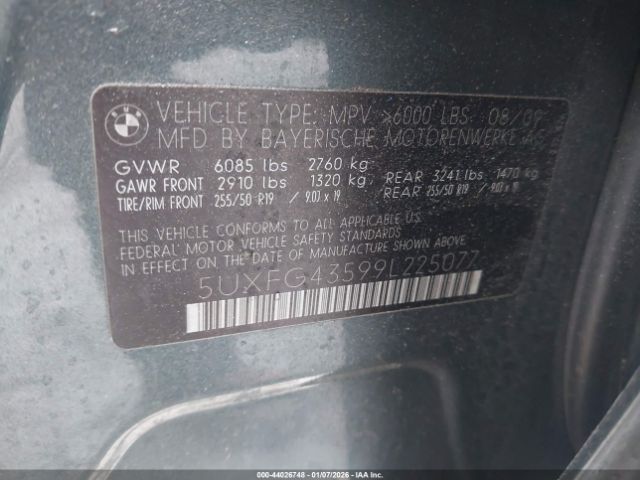 BMW
VEHICLE TYPE: MPV >6000 LBS 08/09
MFD BY BAYERISCHE MOTORENWERKE AG
GVWR 6085 lbs 2760 kg
GAWR FRONT 2910 lbs 1320 kg REAR 3241 lbs 1470 kg
TIRE/RIM FRONT 255/50 R19 / 9.0J x 19 REAR 255/50 R19 / 9.0J x 19
THIS VEHICLE CONFORMS TO ALL APPLICABLE U.S.
FEDERAL MOTOR VEHICLE SAFETY STANDARDS
IN EFFECT ON THE DATE OF MANUFACTURE SHOWN ABOVE
5UXFG43599L225077
000-44026748 - 01/07/2026 - IAA Inc.